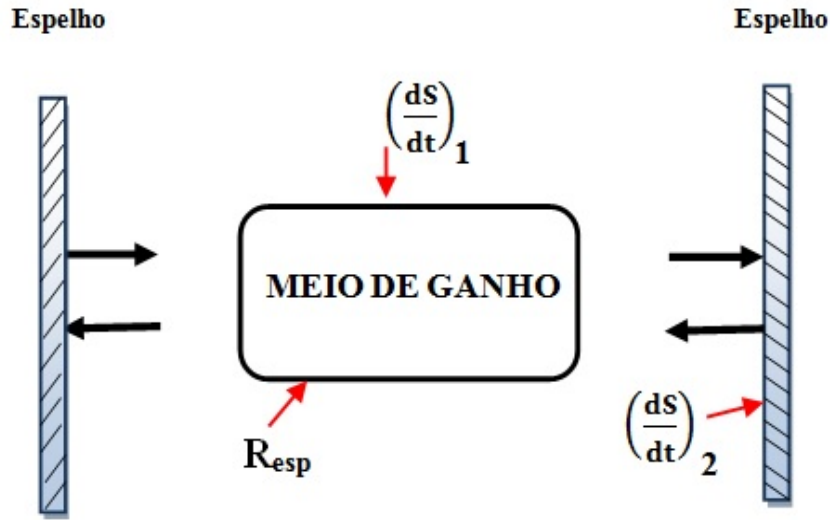 Espelho
Espelho
(dS/dt)1
MEIO DE GANHO
Resp
(dS/dt)2